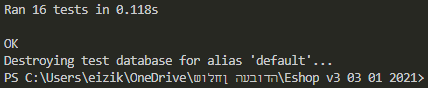 Ran 16 tests in 0.118s
OK
Destroying test database for alias 'default'...
PS C:\Users\eizik\OneDrive\שולחן העבודה\Eshop v3 03 01 2021>